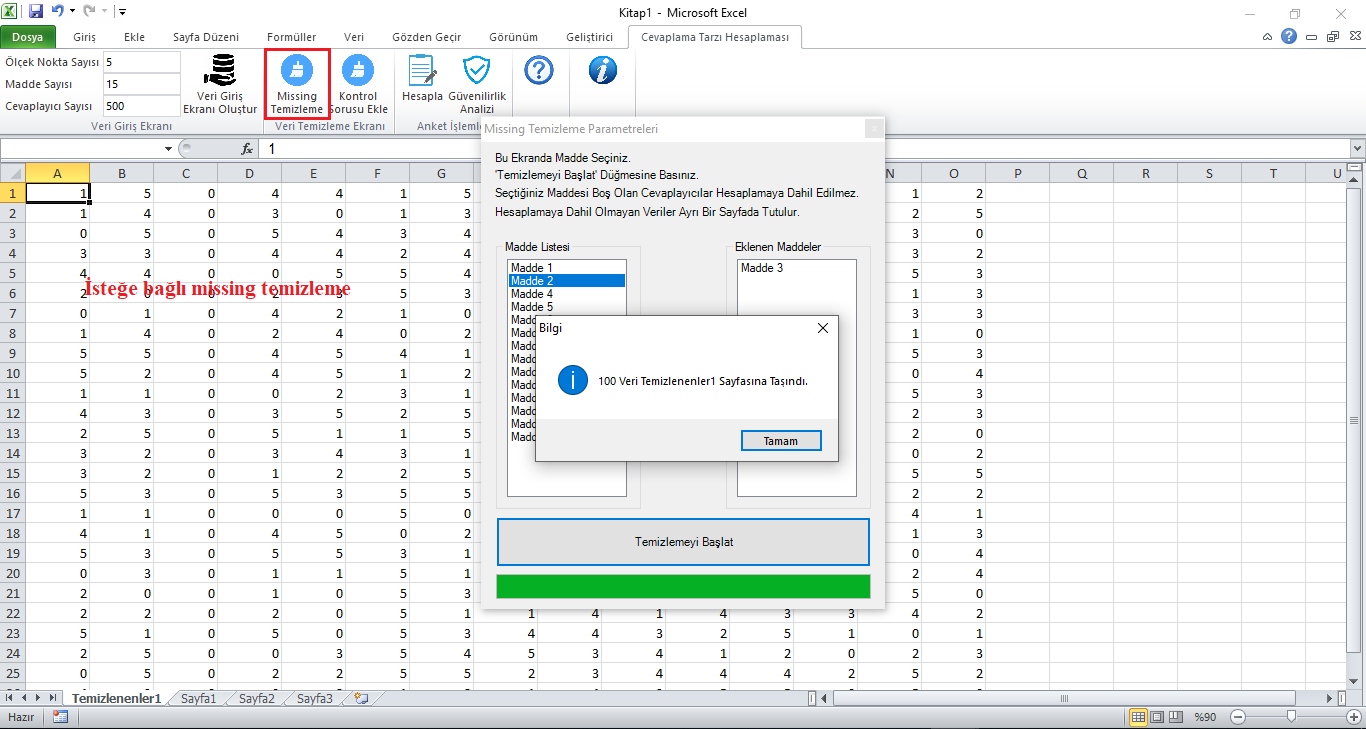 Kitap1 - Microsoft Excel
Dosya Giriş Ekle Sayfa Düzeni Formüller Veri Gözden Geçir Görünüm Geliştirici Cevaplama Tarzı Hesaplaması
Ölçek Nokta Sayısı 5
Madde Sayısı 15
Cevaplayıcı Sayısı 500
Veri Giriş Ekranı Oluştur
Missing Temizleme
Kontrol Sorusu Ekle
Hesapla
Güvenilirlik Analizi
Veri Giriş Ekranı
Veri Temizleme Ekranı
Anket İşlemle
fx 1
Missing Temizleme Parametreleri
Bu Ekranda Madde Seçiniz.
'Temizlemeyi Başlat' Düğmesine Basınız.
Seçtiğiniz Maddesi Boş Olan Cevaplayıcılar Hesaplamaya Dahil Edilmez.
Hesaplamaya Dahil Olmayan Veriler Ayrı Bir Sayfada Tutulur.
Madde Listesi
Madde 1
Madde 2
Madde 4
Madde 5
Eklenen Maddeler
Madde 3
Bilgi
100 Veri Temizlenenler1 Sayfasına Taşındı.
Tamam
Temizlemeyi Başlat
A B C D E F G N O P Q R S T U
1 1 5 0 4 4 1 5 1 2
2 1 4 0 3 0 1 3 2 5
3 0 5 0 5 4 3 4 3 0
4 3 3 0 4 4 2 4 3 2
5 4 4 0 0 5 5 4 5 3
İsteğe bağlı missing temizleme
6 2 0 0 2 3 5 3 1 3
7 0 1 0 4 2 1 0 3 3
8 1 4 0 2 4 0 2 1 0
9 5 5 0 4 5 4 1 5 3
10 5 2 0 4 5 1 2 0 4
11 1 1 0 0 2 3 1 5 3
12 4 3 0 3 5 2 5 2 3
13 2 5 0 5 1 1 5 2 0
14 3 2 0 3 4 3 1 0 2
15 3 2 0 1 2 2 5 5 5
16 5 3 0 5 3 5 5 2 2
17 1 1 0 0 0 5 0 4 1
18 4 1 0 4 5 0 2 1 3
19 5 3 0 5 5 3 1 0 4
20 0 3 0 1 1 5 1 2 4
21 2 0 0 1 0 5 3 5 0
22 2 2 0 2 0 5 1 1 4 1 4 3 3 4 2
23 5 1 0 5 0 5 3 4 4 3 2 5 1 0 1
24 2 5 0 0 3 5 4 5 3 4 1 2 0 2 3
25 0 5 0 2 2 5 5 2 3 4 4 4 2 5 2
Temizlenenler1 Sayfa1 Sayfa2 Sayfa3
Hazır %90